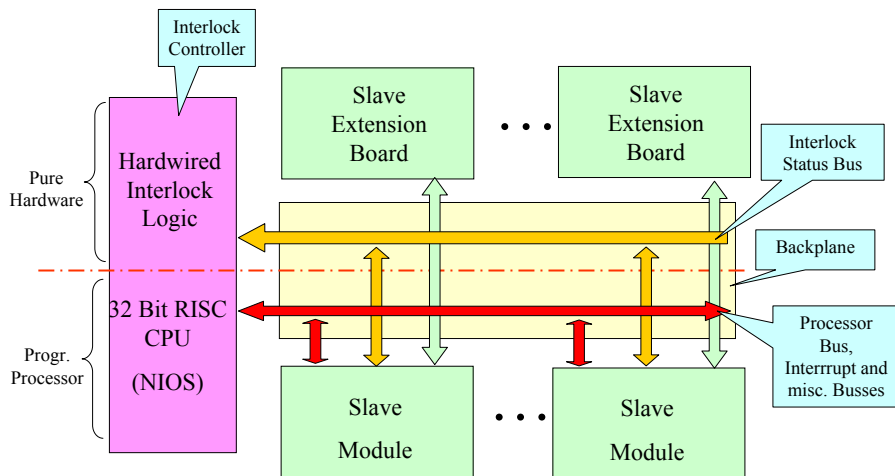 Interlock
Controller
Slave
Extension
Board
. . .
Slave
Extension
Board
Interlock
Status Bus
Pure
Hardware
Hardwired
Interlock
Logic
Backplane
32 Bit RISC
CPU
(NIOS)
Progr.
Processor
Processor
Bus,
Interrrupt and
misc. Busses
Slave
Module
. . .
Slave
Module